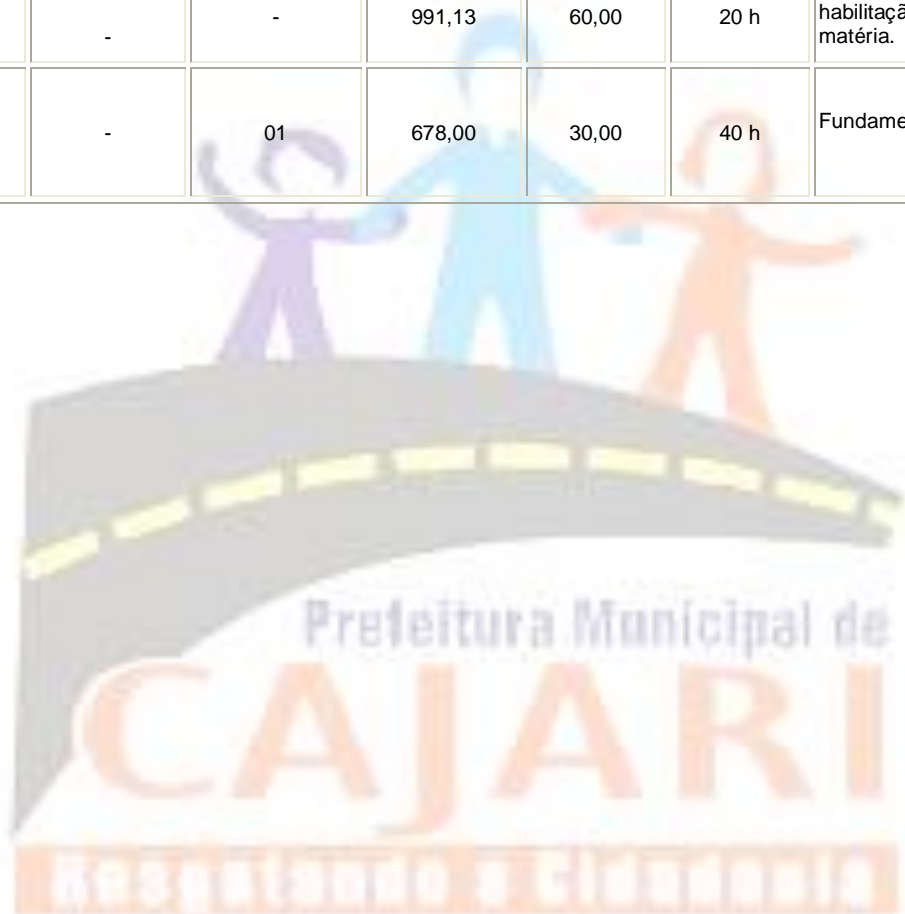 - - 991,13 60,00 20 h habilitaçã
matéria.
- 01 678,00 30,00 40 h Fundame
Prefeitura Municipal de
CAJARI
Resgatando a Cidadania